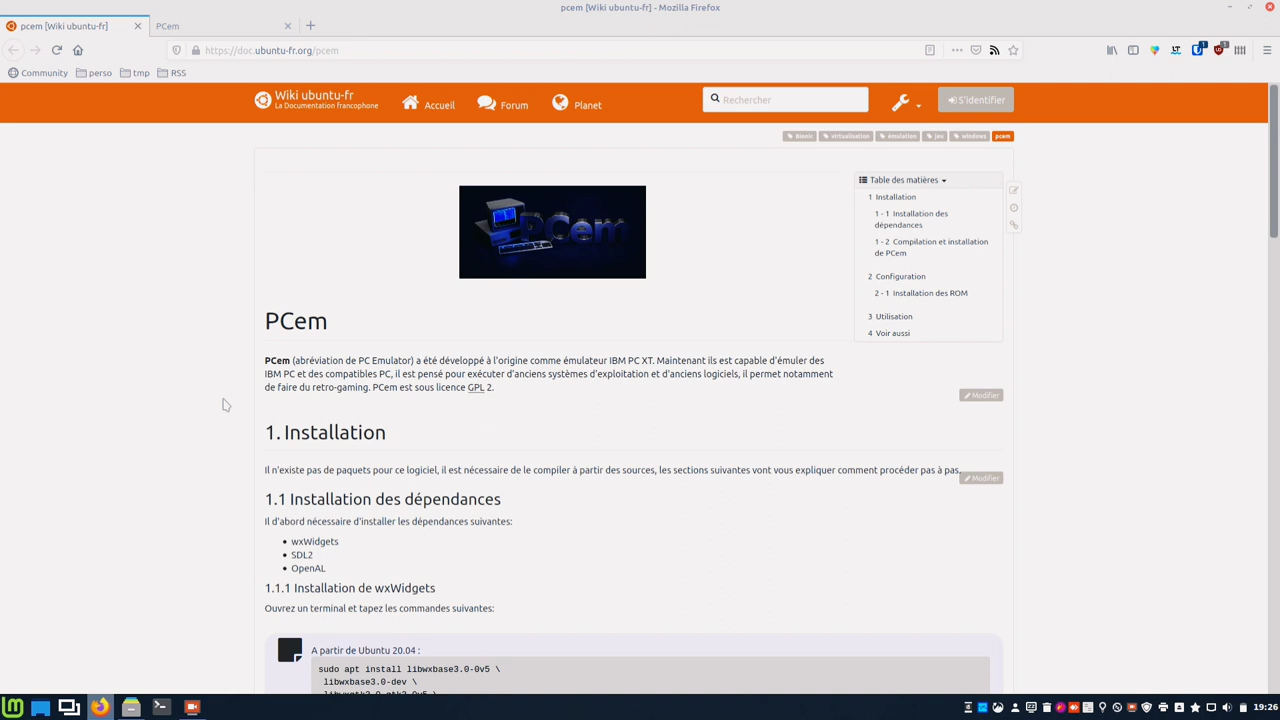 pcem [Wiki ubuntu-fr] - Mozilla Firefox
pcem [Wiki ubuntu-fr]
PCem
https://doc.ubuntu-fr.org/pcem
Community
perso
tmp
RSS
Wiki ubuntu-fr
La Documentation francophone
Accueil
Forum
Planet
Rechercher
S'identifier
Bionic
virtualisation
émulation
jeu
windows
pcem
Table des matières
1 Installation
1 - 1 Installation des
dépendances
1 - 2 Compilation et installation
de PCem
2 Configuration
2 - 1 Installation des ROM
3 Utilisation
4 Voir aussi
PCem
PCem
PCem (abréviation de PC Emulator) a été développé à l'origine comme émulateur IBM PC XT. Maintenant ils est capable d'émuler des
IBM PC et des compatibles PC, il est pensé pour exécuter d'anciens systèmes d'exploitation et d'anciens logiciels, il permet notamment
de faire du retro-gaming. PCem est sous licence GPL 2.
Modifier
1. Installation
Il n'existe pas de paquets pour ce logiciel, il est nécessaire de le compiler à partir des sources, les sections suivantes vont vous expliquer comment procéder pas à pas.
Modifier
1.1 Installation des dépendances
Il d'abord nécessaire d'installer les dépendances suivantes:
wxWidgets
SDL2
OpenAL
1.1.1 Installation de wxWidgets
Ouvrez un terminal et tapez les commandes suivantes:
A partir de Ubuntu 20.04 :
sudo apt install libwxbase3.0-0v5 \
libwxbase3.0-dev \
19:26